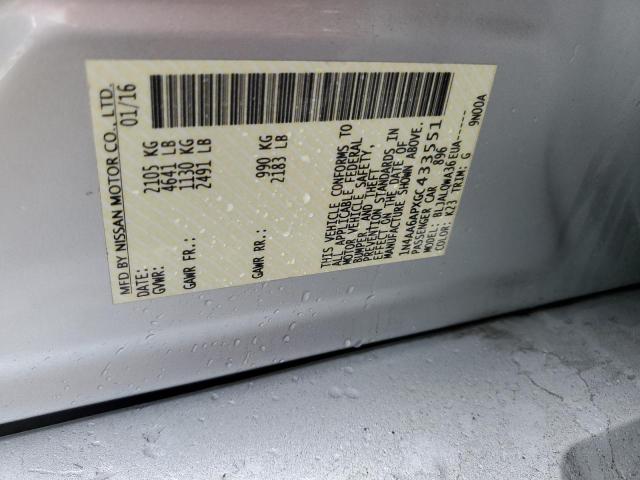 MFD BY NISSAN MOTOR CO., LTD.
DATE: 01/16
GVWR: 2105 KG
4641 LB
GAWR FR.: 1130 KG
2491 LB
GAWR RR.: 990 KG
2183 LB
THIS VEHICLE CONFORMS TO
ALL APPLICABLE FEDERAL
MOTOR VEHICLE SAFETY,
BUMPER, AND THEFT
PREVENTION STANDARDS IN
EFFECT ON THE DATE OF
MANUFACTURE SHOWN ABOVE.
1N4AA6APXGC433551
PASSENGER CAR 896
MODEL: BLJALQWA36EUA------
COLOR: K23 TRIM: G 9N00A